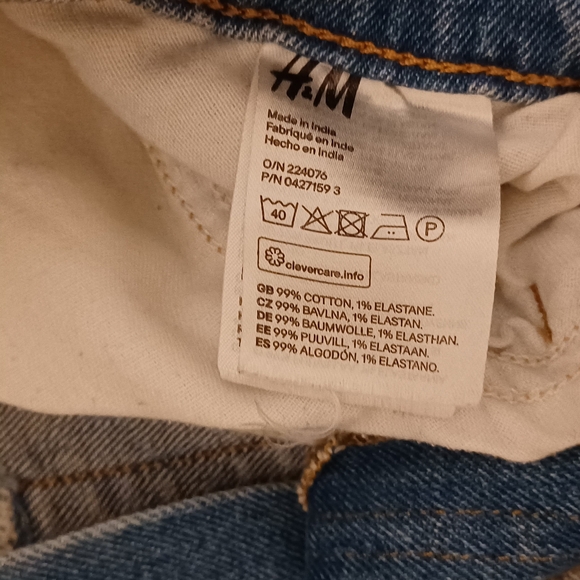 H&M
Made in India
Fabriqué en Inde
Hecho en India
O/N 224076
P/N 0427159 3
40 P
clevercare.info
GB 99% COTTON, 1% ELASTANE.
CZ 99% BAVLNA, 1% ELASTAN.
DE 99% BAUMWOLLE, 1% ELASTHAN.
EE 99% PUUVILL, 1% ELASTAAN.
ES 99% ALGODÓN, 1% ELASTANO.